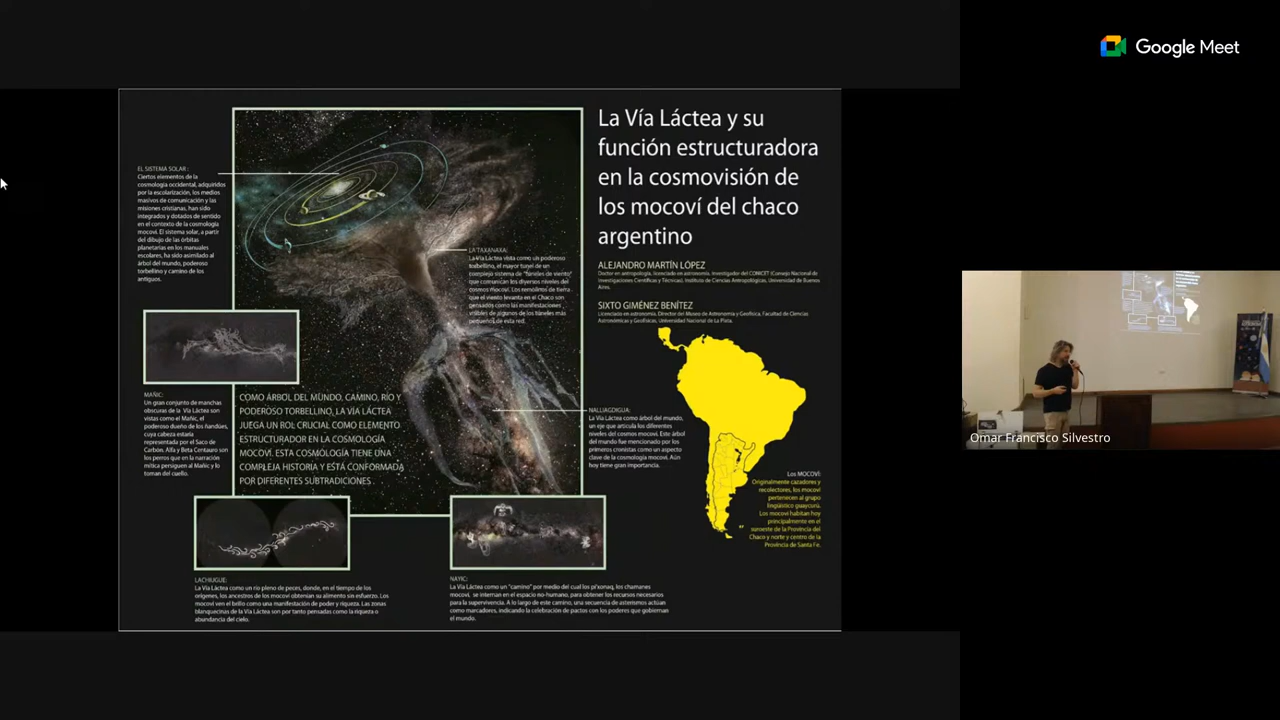 Google Meet
La Vía Láctea y su
función estructuradora
en la cosmovisión de
los mocoví del chaco
argentino
ALEJANDRO MARTÍN LÓPEZ
Doctor en antropología, licenciado en astronomía. Investigador del CONICET (Consejo Nacional de
Investigaciones Científicas y Técnicas), Instituto de Ciencias Antropológicas, Universidad de Buenos
Aires.
SIXTO GIMÉNEZ BENÍTEZ
Licenciado en astronomía. Director del Museo de Astronomía y Geofísica, Facultad de Ciencias
Astronómicas y Geofísicas, Universidad Nacional de La Plata.
EL SISTEMA SOLAR :
Ciertos elementos de la
cosmología occidental, adquiridos
por la escolarización, los medios
masivos de comunicación y las
misiones cristianas, han sido
integrados y dotados de sentido
en el contexto de la cosmología
mocoví. El sistema solar, a partir
del dibujo de las órbitas
planetarias en los manuales
escolares, ha sido asimilado al
árbol del mundo, poderoso
torbellino y camino de los
antiguos.
LA TAXANAXA:
La Vía Láctea vista como un poderoso
torbellino, el mayor túnel de un
complejo sistema de "túneles de viento"
que comunican los diversos niveles del
cosmos mocoví. Los remolinos de tierra
que el viento levanta en el Chaco son
pensados como las manifestaciones
visibles de algunos de los túneles más
pequeños de esta red.
MAÑIC:
Un gran conjunto de manchas
obscuras de la Vía Láctea son
vistas como el Mañic, el
poderoso dueño de los ñandúes,
cuya cabeza estaría
representada por el Saco de
Carbón. Alfa y Beta Centauro son
los perros que en la narración
mítica persiguen al Mañic y lo
toman del cuello.
COMO ÁRBOL DEL MUNDO, CAMINO, RÍO Y
PODEROSO TORBELLINO, LA VÍA LÁCTEA
JUEGA UN ROL CRUCIAL COMO ELEMENTO
ESTRUCTURADOR EN LA COSMOLOGÍA
MOCOVÍ. ESTA COSMOLOGÍA TIENE UNA
COMPLEJA HISTORIA Y ESTÁ CONFORMADA
POR DIFERENTES SUBTRADICIONES .
NALLIAGDIGUA:
La Vía Láctea como árbol del mundo,
un eje que articula los diferentes
niveles del cosmos mocoví. Este árbol
del mundo fue mencionado por los
primeros cronistas como un aspecto
clave de la cosmología mocoví. Aún
hoy tiene gran importancia.
Los MOCOVÍ:
Originalmente cazadores y
recolectores, los mocoví
pertenecen al grupo
lingüístico guaycurú.
Los mocoví habitan hoy
principalmente en el
suroeste de la Provincia del
Chaco y norte y centro de la
Provincia de Santa Fe.
LACHIUGUE:
La Vía Láctea como un río pleno de peces, donde, en el tiempo de los
orígenes, los ancestros de los mocoví obtenían su alimento sin esfuerzo. Los
mocoví ven el brillo como una manifestación de poder y riqueza. Las zonas
blanquecinas de la Vía Láctea son por tanto pensadas como la riqueza o
abundancia del cielo.
NAYIC:
La Vía Láctea como un "camino" por medio del cual los pi'xonaq, los chamanes
mocoví, se internan en el espacio no-humano, para obtener los recursos necesarios
para la supervivencia. A lo largo de este camino, una secuencia de asterismos actúan
como marcadores, indicando la celebración de pactos con los poderes que gobiernan
el mundo.
Omar Francisco Silvestro